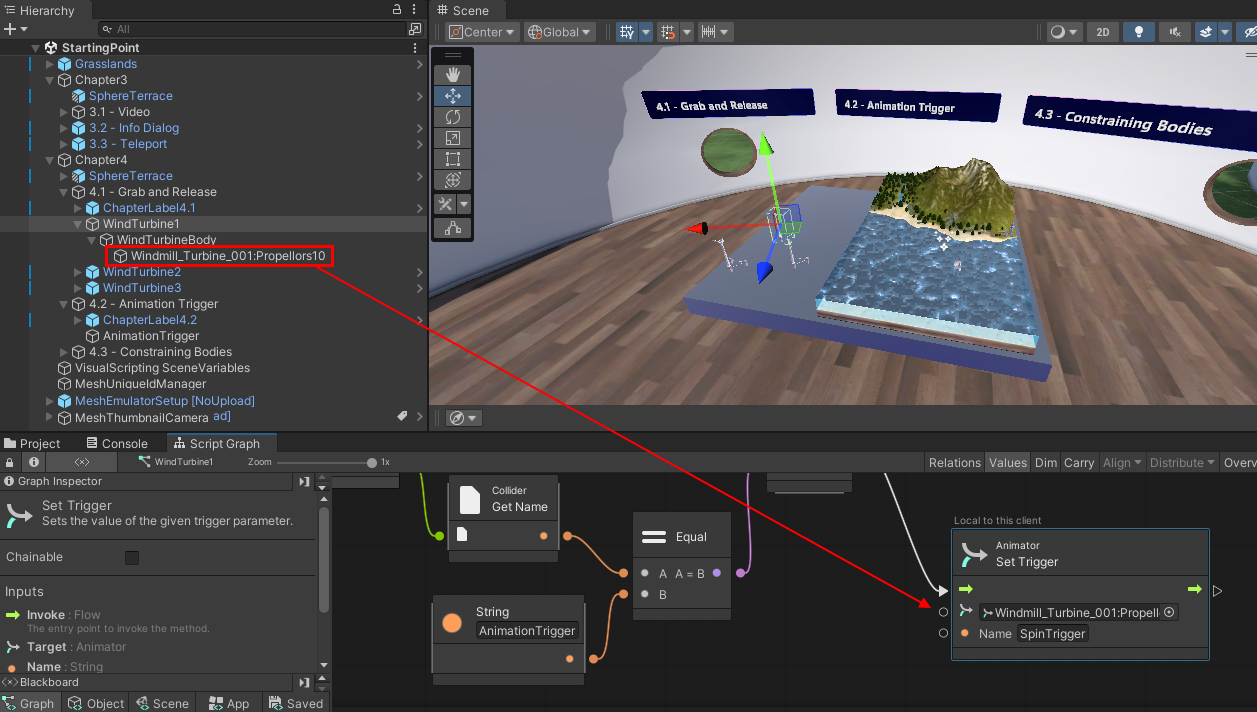 Hierarchy
All
StartingPoint
Grasslands
Chapter3
SphereTerrace
3.1 - Video
3.2 - Info Dialog
3.3 - Teleport
Chapter4
SphereTerrace
4.1 - Grab and Release
ChapterLabel4.1
WindTurbine1
WindTurbineBody
Windmill_Turbine_001:Propellors10
WindTurbine2
WindTurbine3
4.2 - Animation Trigger
ChapterLabel4.2
AnimationTrigger
4.3 - Constraining Bodies
VisualScripting SceneVariables
MeshUniqueIdManager
MeshEmulatorSetup [NoUpload]
MeshThumbnailCamera ad]
Scene
Center Global 2D
4.1 - Grab and Release
4.2 - Animation Trigger
4.3 - Constraining Bodies
Project Console Script Graph
WindTurbine1 Zoom 1x Relations Values Dim Carry Align Distribute Overv
Graph Inspector
Set Trigger
Sets the value of the given trigger parameter.
Chainable
Inputs
Invoke : Flow
The entry point to invoke the method.
Target : Animator
Name : String
Blackboard
Graph Object Scene App Saved
Collider
Get Name
String
AnimationTrigger
Equal
A A = B
B
Local to this client
Animator
Set Trigger
Windmill_Turbine_001:Propell
Name SpinTrigger